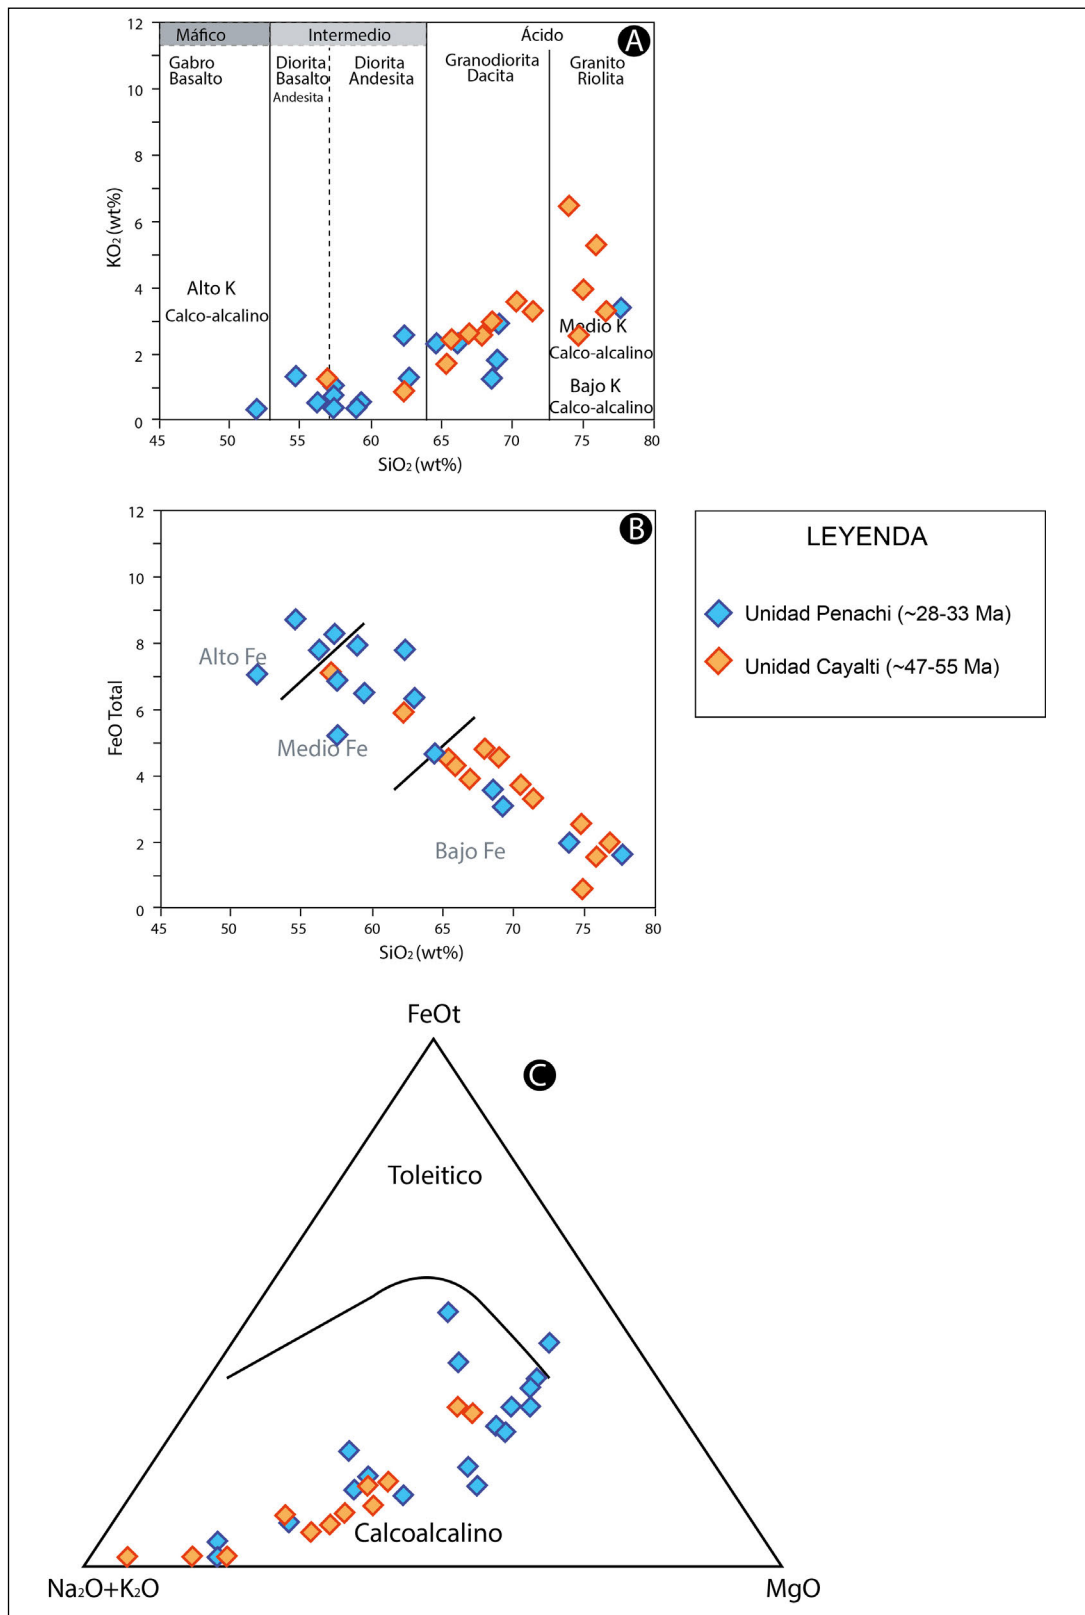 12
Máfico
Intermedio
Ácido
A
Gabro
Basalto
Diorita
Basalto
Andesita
Diorita
Andesita
Granodiorita
Dacita
Granito
Riolita
10
8
6
4
2
0
KO₂ (wt%)
Alto K
Calco-alcalino
Medio K
Calco-alcalino
Bajo K
Calco-alcalino
45 50 55 60 65 70 75 80
SiO₂ (wt%)
12
B
10
8
6
4
2
0
FeO Total
Alto Fe
Medio Fe
Bajo Fe
45 50 55 60 65 70 75 80
SiO₂ (wt%)
LEYENDA
Unidad Penachi (~28-33 Ma)
Unidad Cayalti (~47-55 Ma)
FeOt
C
Toleitico
Calcoalcalino
Na₂O+K₂O
MgO